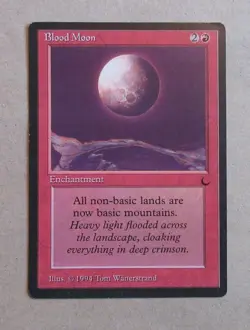 Blood Moon 2
Enchantment
All non-basic lands are
now basic mountains.
Heavy light flooded across
the landscape, cloaking
everything in deep crimson.
Illus. ©1994 Tom Wänerstrand